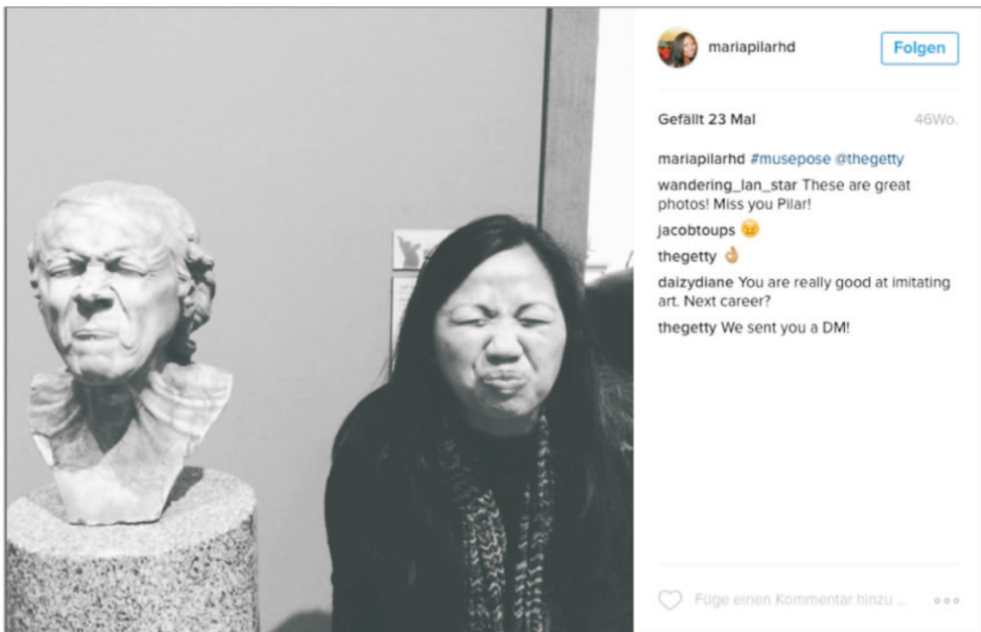 mariapilarhd
Folgen
Gefällt 23 Mal
46Wo.
mariapilarhd #musepose @thegetty
wandering_lan_star These are great
photos! Miss you Pilar!
jacobtoups 😠
thegetty 👌🏼
daizydiane You are really good at imitating
art. Next career?
thegetty We sent you a DM!
Füge einen Kommentar hinzu ...